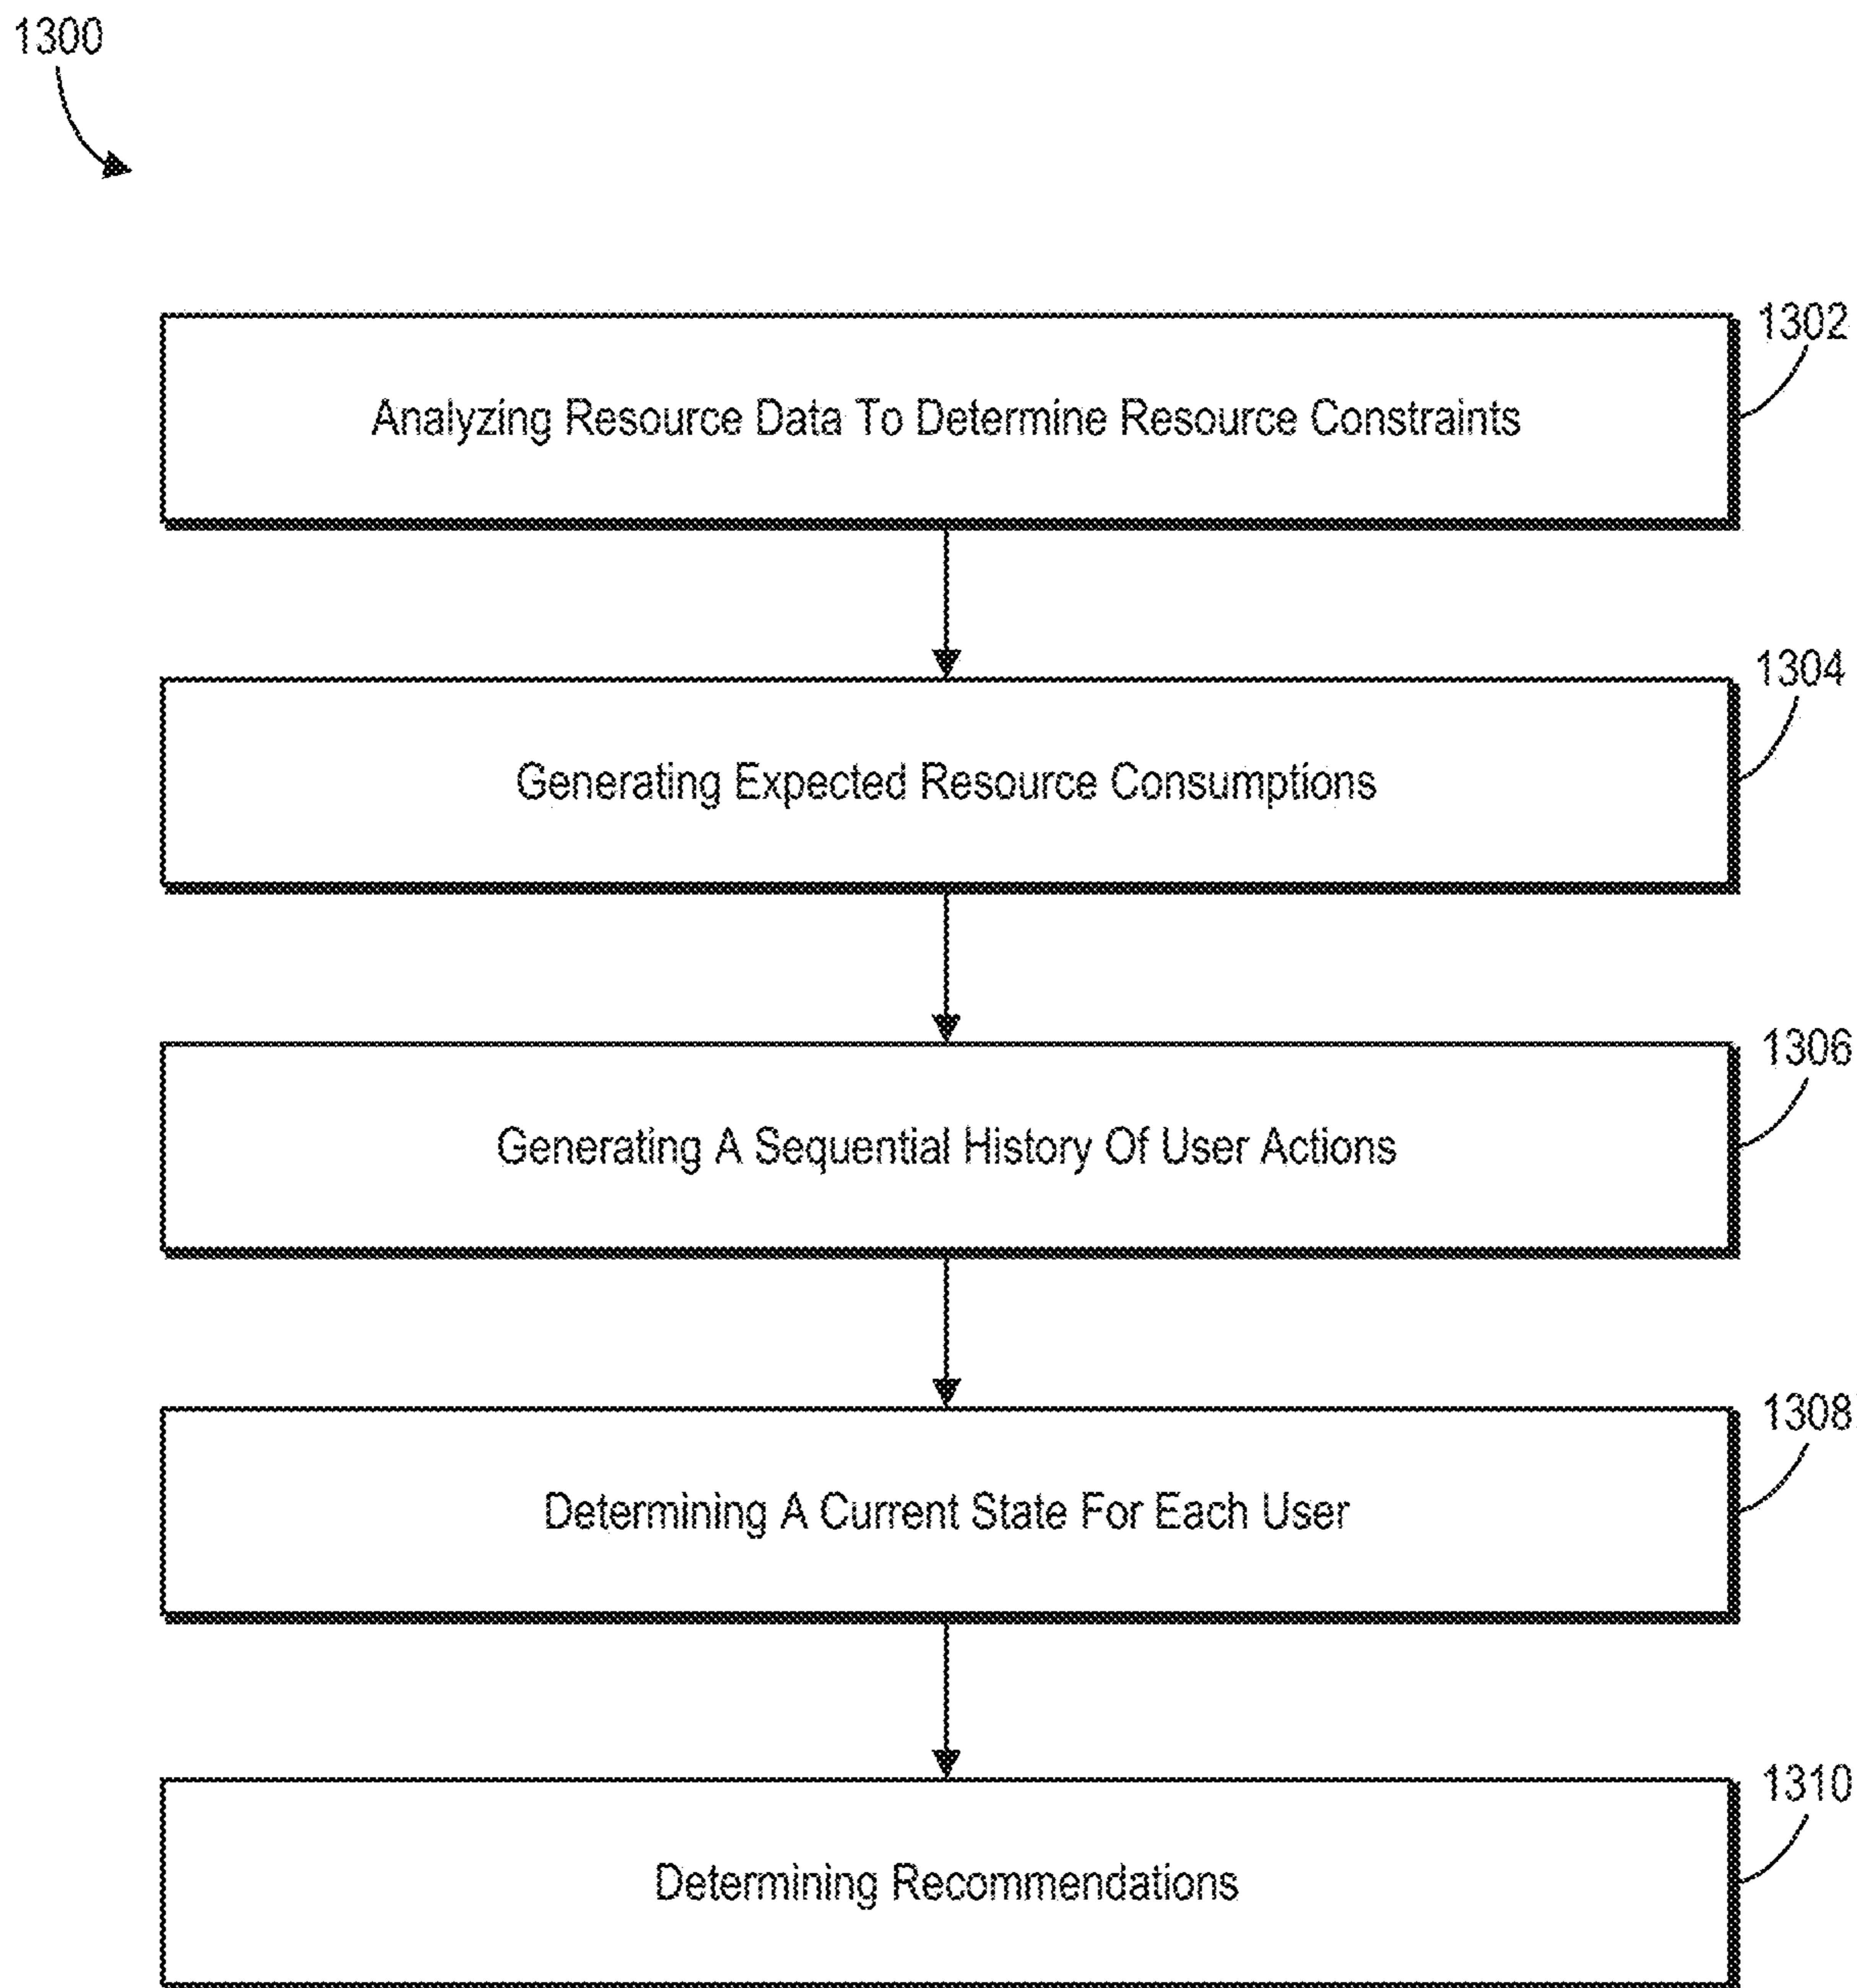 1300
1302
Analyzing Resource Data To Determine Resource Constraints
1304
Generating Expected Resource Consumptions
1306
Generating A Sequential History Of User Actions
1308
Determining A Current State For Each User
1310
Determining Recommendations